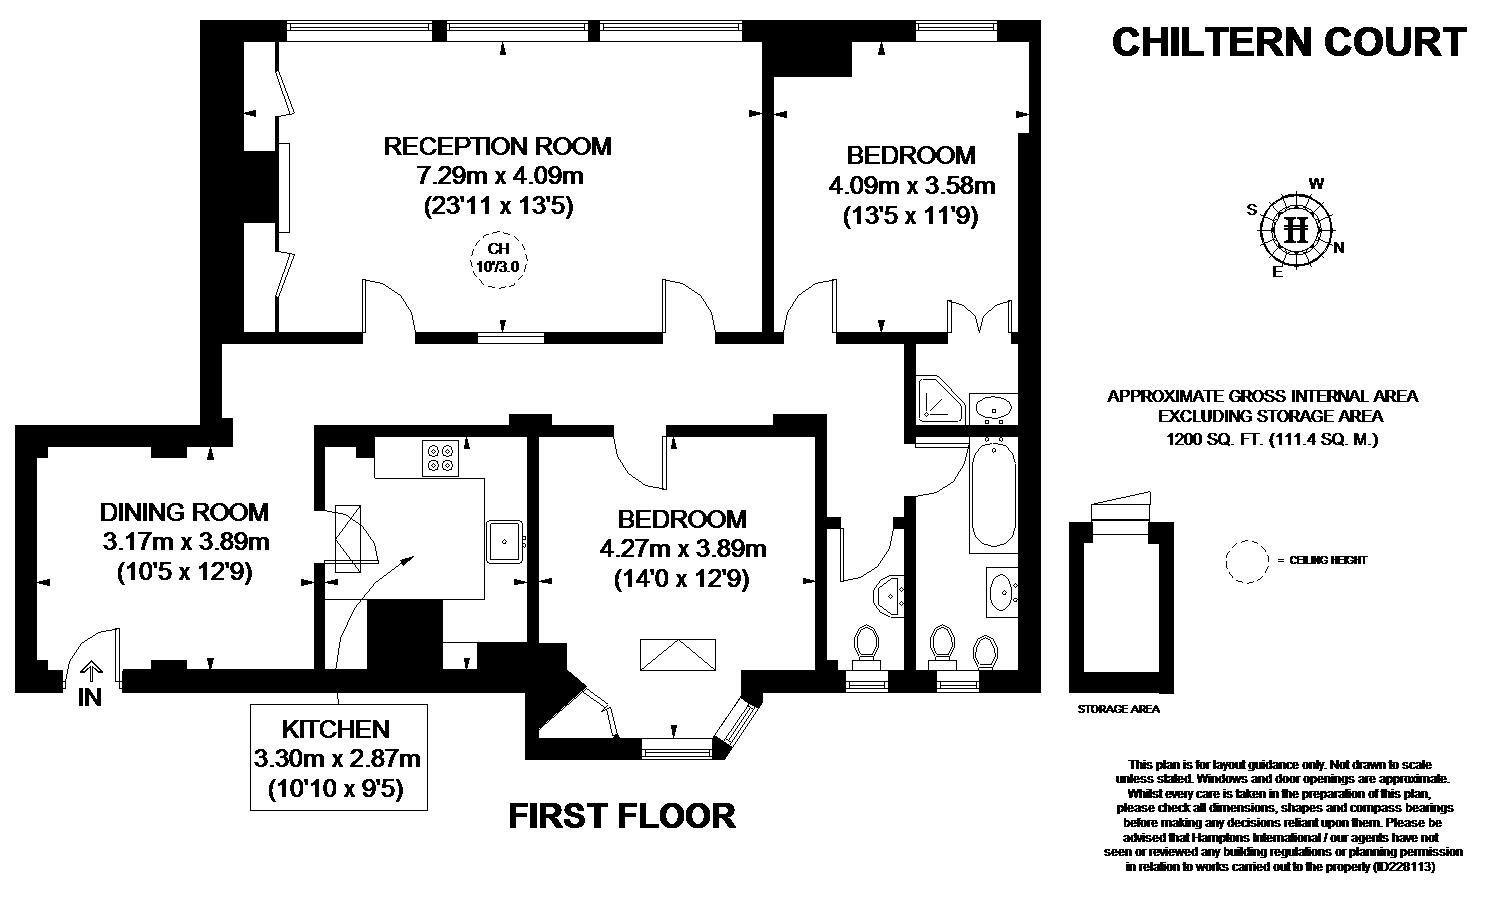 CHILTERN COURT
RECEPTION ROOM
7.29m x 4.09m
(23'11 x 13'5)
CH
10'/3.0
BEDROOM
4.09m x 3.58m
(13'5 x 11'9)
W
S
N
E
H
APPROXIMATE GROSS INTERNAL AREA
EXCLUDING STORAGE AREA
1200 SQ. FT. (111.4 SQ. M.)
DINING ROOM
3.17m x 3.89m
(10'5 x 12'9)
BEDROOM
4.27m x 3.89m
(14'0 x 12'9)
= CEILING HEIGHT
IN
STORAGE AREA
KITCHEN
3.30m x 2.87m
(10'10 x 9'5)
FIRST FLOOR
This plan is for layout guidance only. Not drawn to scale
unless stated. Windows and door openings are approximate.
Whilst every care is taken in the preparation of this plan,
please check all dimensions, shapes and compass bearings
before making any decisions reliant upon them. Please be
advised that Hamptons International / our agents have not
seen or reviewed any building regulations or planning permission
in relation to works carried out to the property (ID228113)